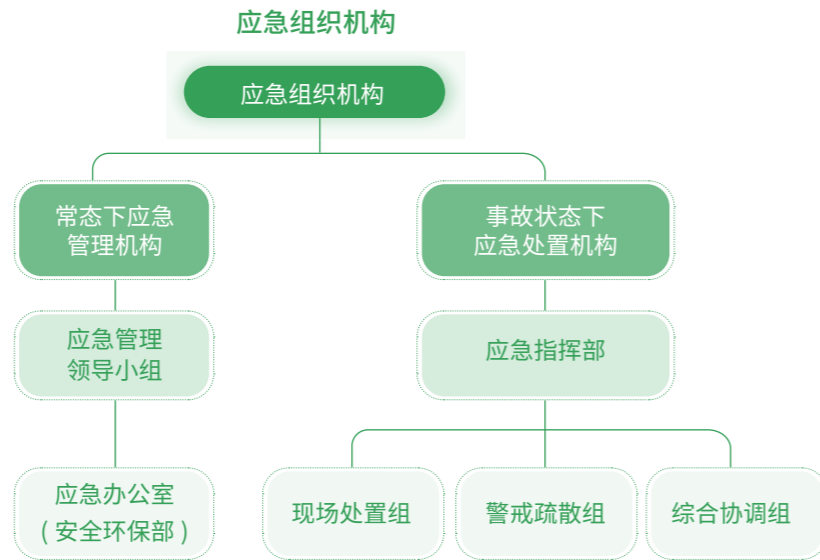 应急组织机构
应急组织机构
常态下应急
管理机构
事故状态下
应急处置机构
应急管理
领导小组
应急指挥部
应急办公室
( 安全环保部 )
现场处置组
警戒疏散组
综合协调组